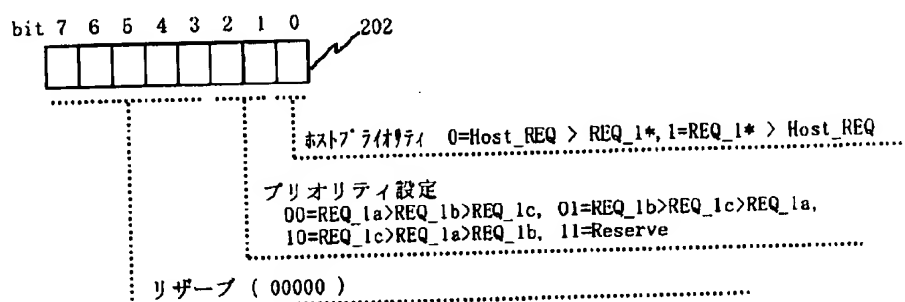 bit 7 6 5 4 3 2 1 0
202
ﾎｽﾄﾌﾟﾗｲｵﾘﾃｨ 0=Host_REQ > REQ_1*, 1=REQ_1* > Host_REQ
プリオリティ設定
00=REQ_1a>REQ_1b>REQ_1c, 01=REQ_1b>REQ_1c>REQ_1a,
10=REQ_1c>REQ_1a>REQ_1b, 11=Reserve
リザーブ ( 00000 )